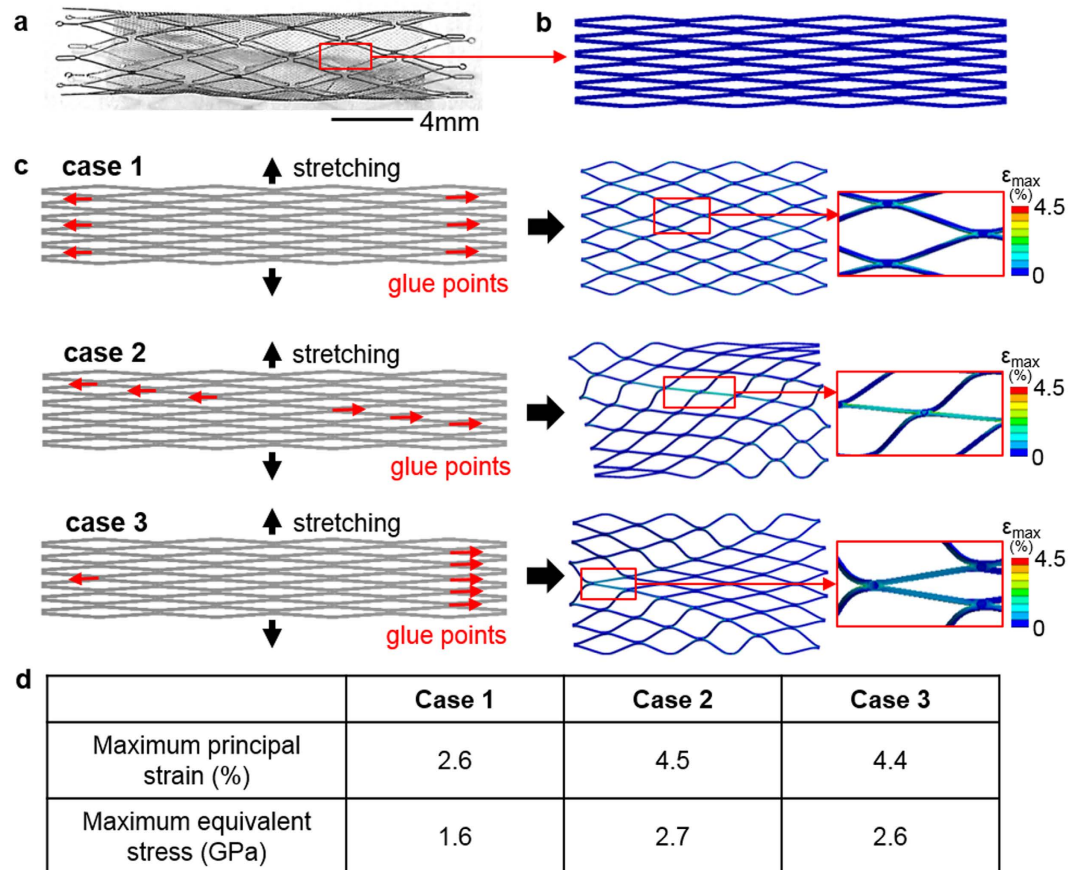 a
b
4mm
c
case 1
stretching
glue points
εmax
(%)
4.5
0
case 2
stretching
glue points
εmax
(%)
4.5
0
case 3
stretching
glue points
εmax
(%)
4.5
0
d
Case 1 Case 2 Case 3
Maximum principal
strain (%) 2.6 4.5 4.4
Maximum equivalent
stress (GPa) 1.6 2.7 2.6